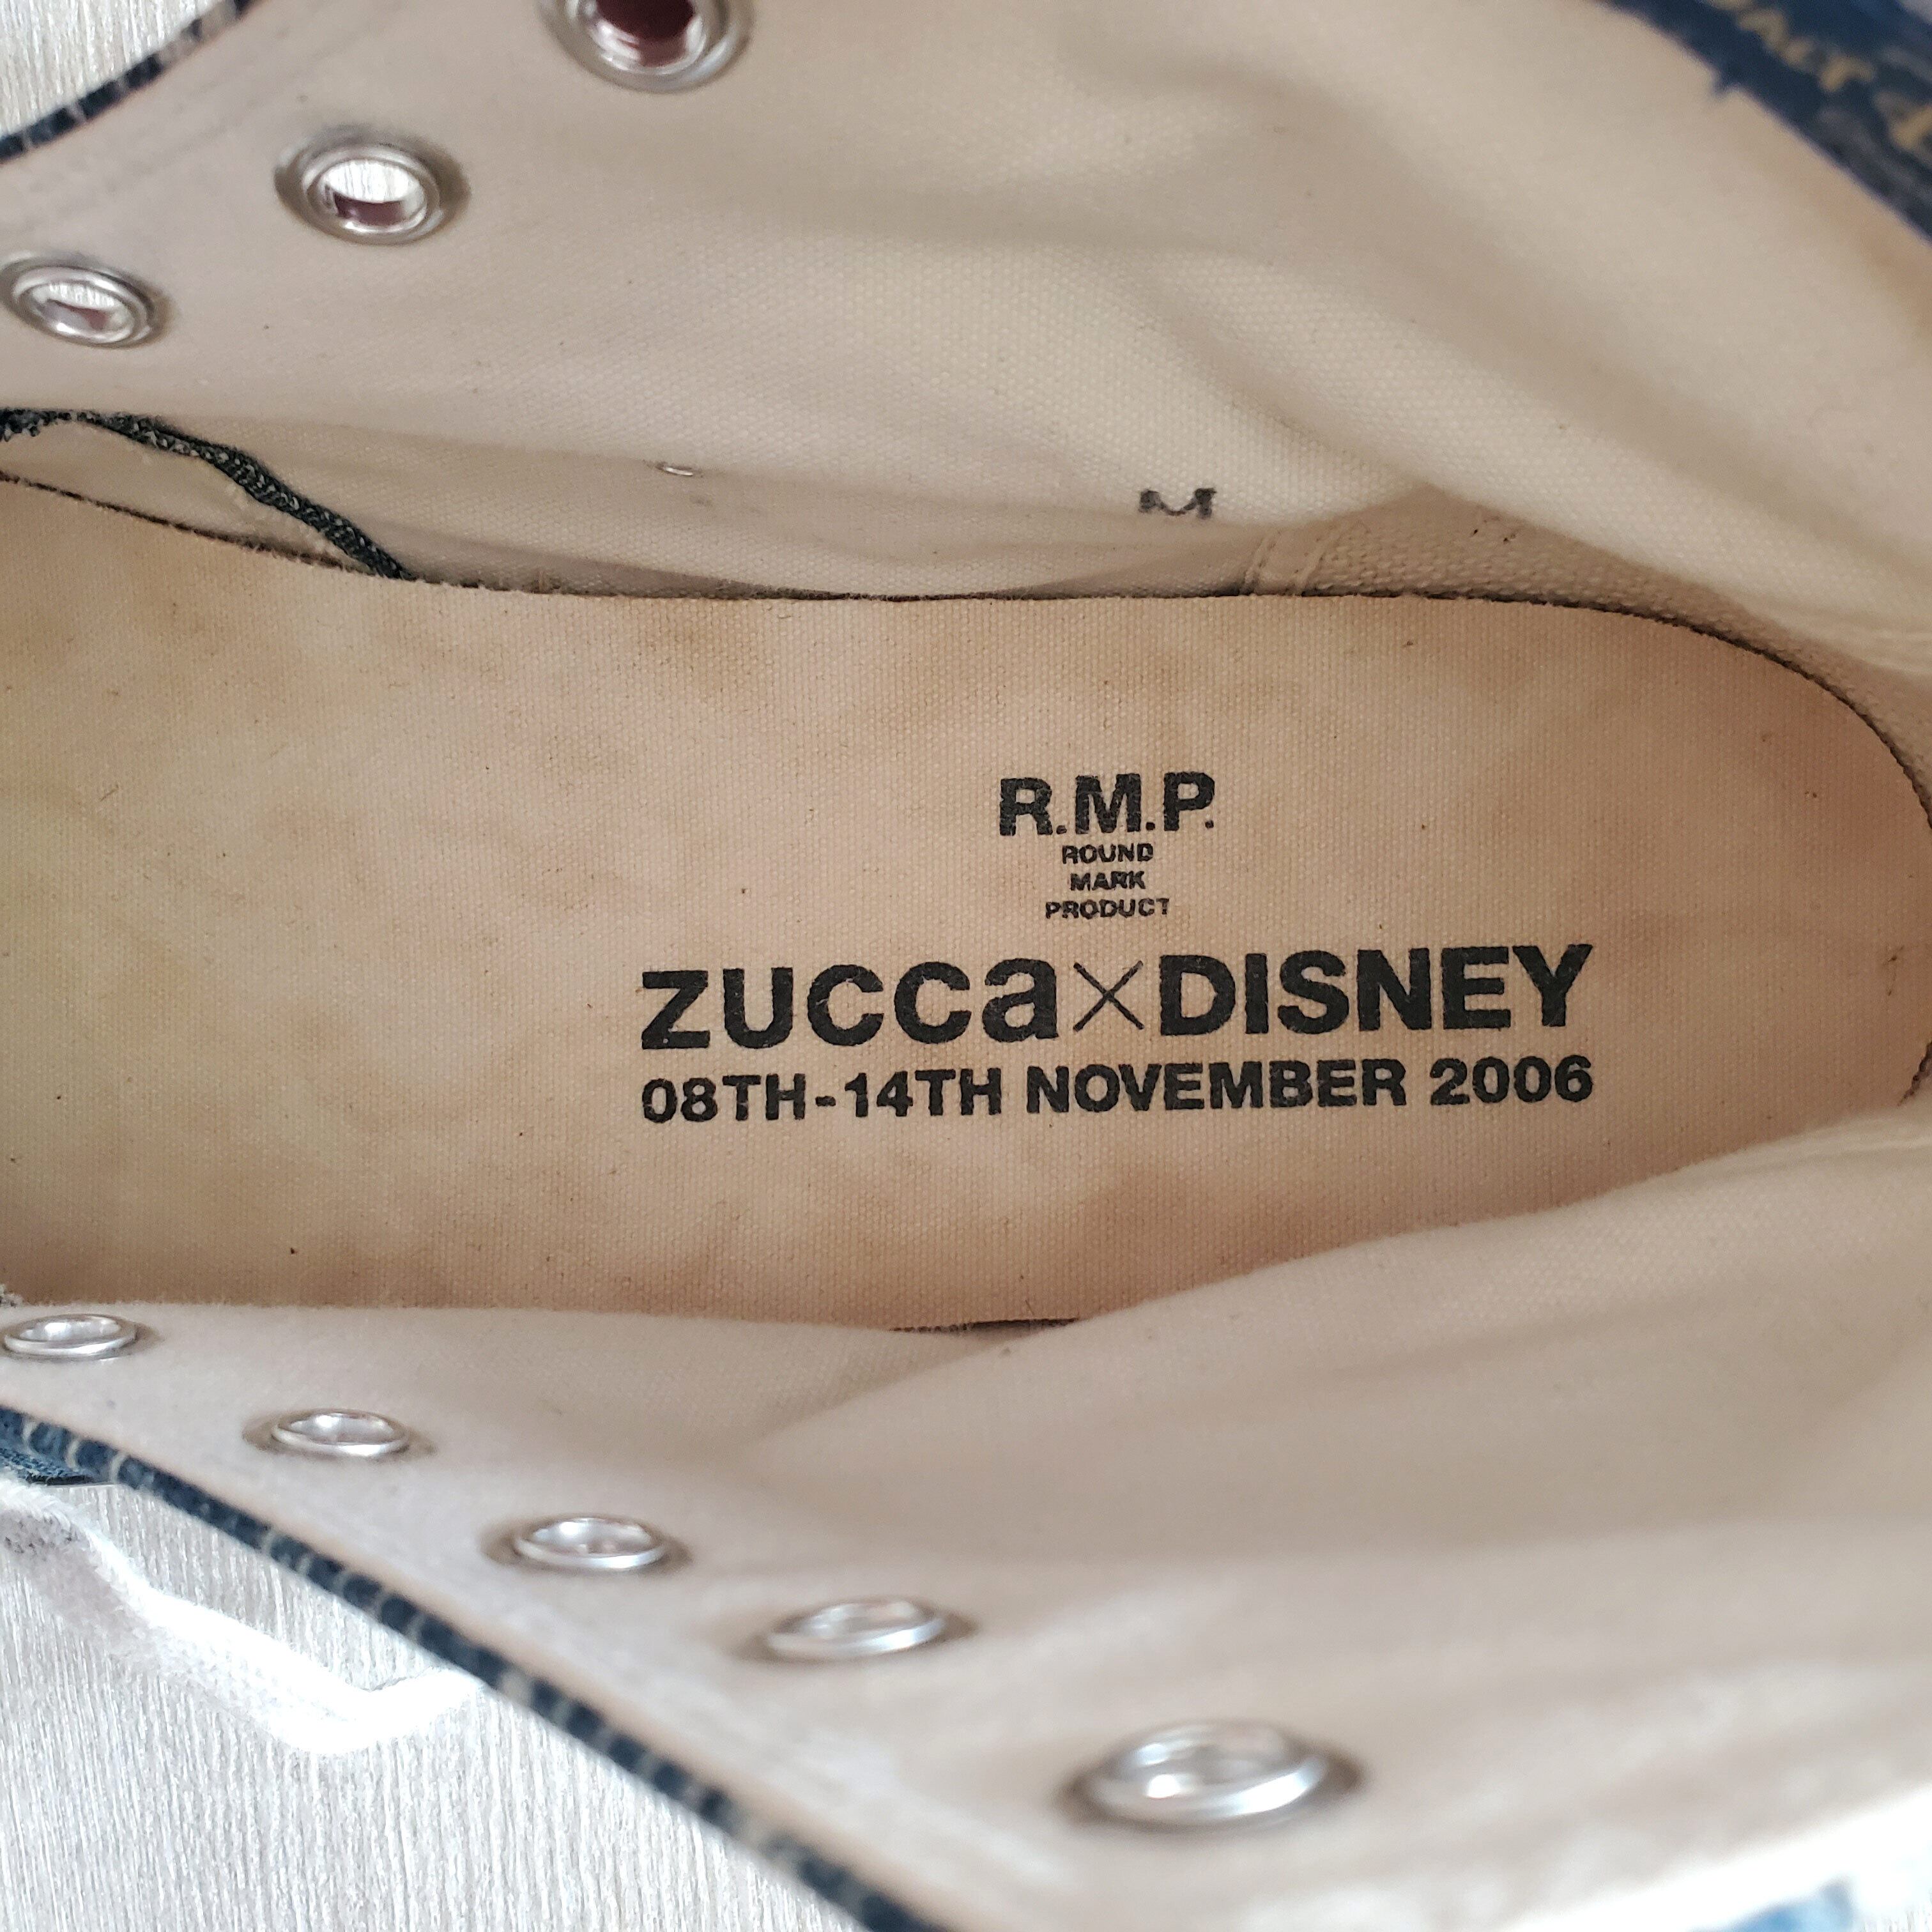 M
R.M.P.
ROUND
MARK
PRODUCT
ZUCCa×DISNEY
08TH-14TH NOVEMBER 2006